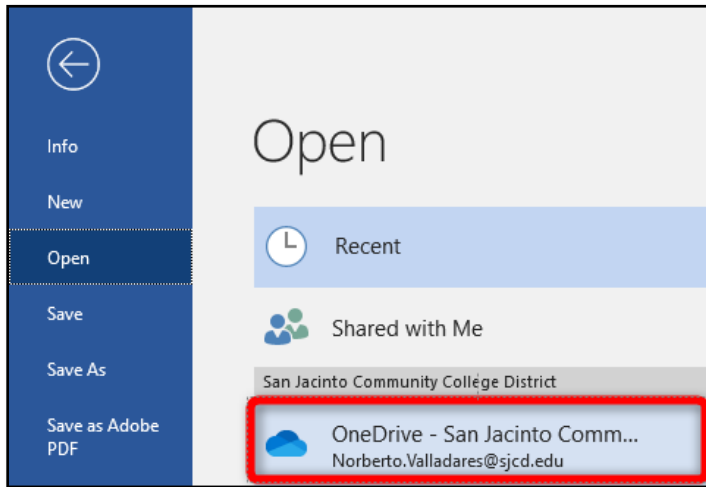 Info
New
Open
Save
Save As
Save as Adobe
PDF
Open
Recent
Shared with Me
San Jacinto Community College District
OneDrive - San Jacinto Comm...
Norberto.Valladares@sjcd.edu